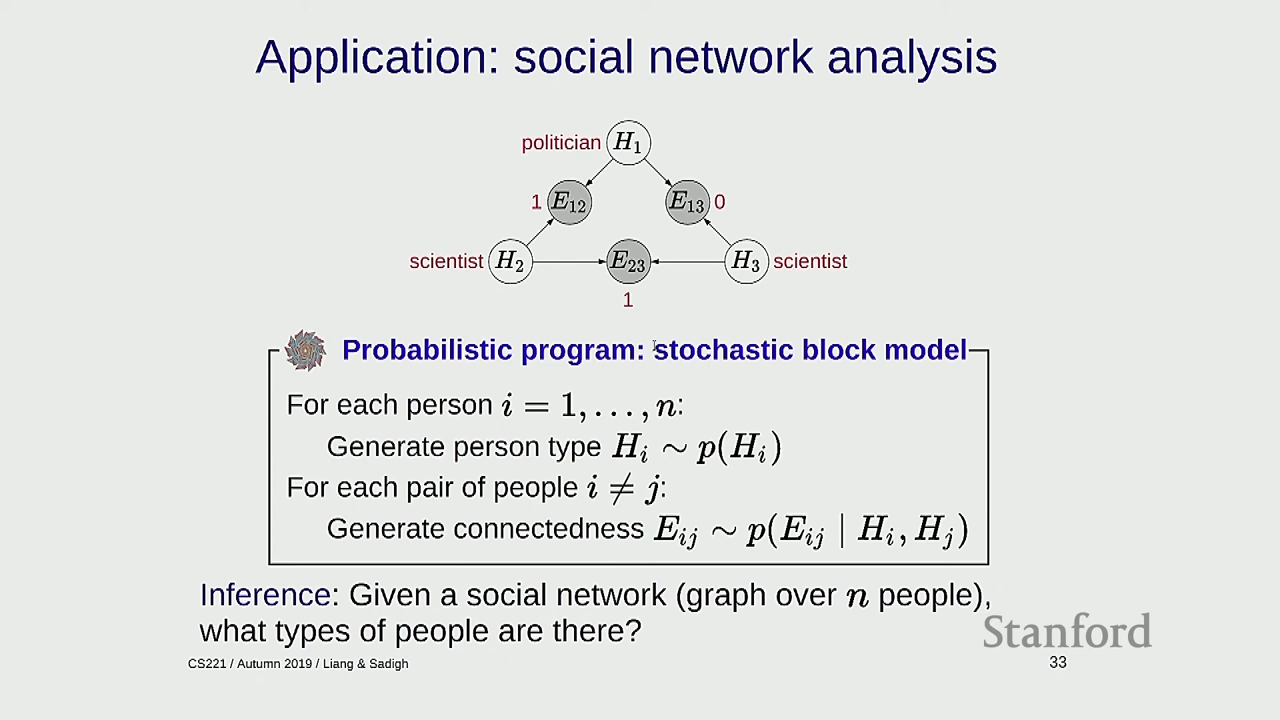 Application: social network analysis
politician H₁
1 E₁₂ E₁₃ 0
scientist H₂ E₂₃ H₃ scientist
1
Probabilistic program: stochastic block model
For each person i = 1, . . . , n:
Generate person type Hᵢ ∼ p(Hᵢ)
For each pair of people i ≠ j:
Generate connectedness Eᵢⱼ ∼ p(Eᵢⱼ | Hᵢ, Hⱼ)
Inference: Given a social network (graph over n people),
what types of people are there?
Stanford
CS221 / Autumn 2019 / Liang & Sadigh
33